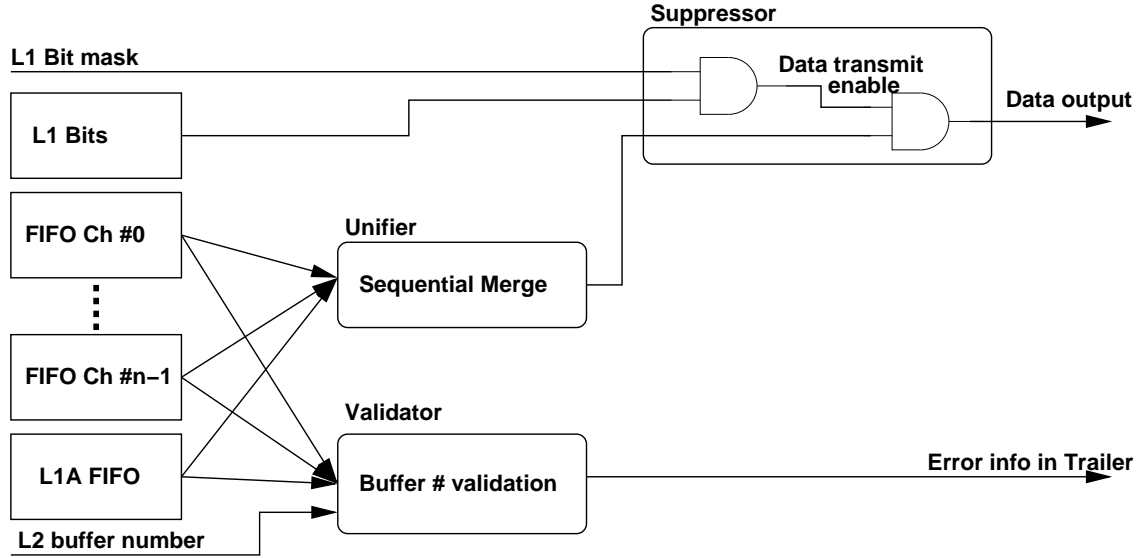 Suppressor
L1 Bit mask
Data transmit
enable
Data output
L1 Bits
FIFO Ch #0
Unifier
Sequential Merge
FIFO Ch #n−1
Validator
L1A FIFO
Buffer # validation
Error info in Trailer
L2 buffer number